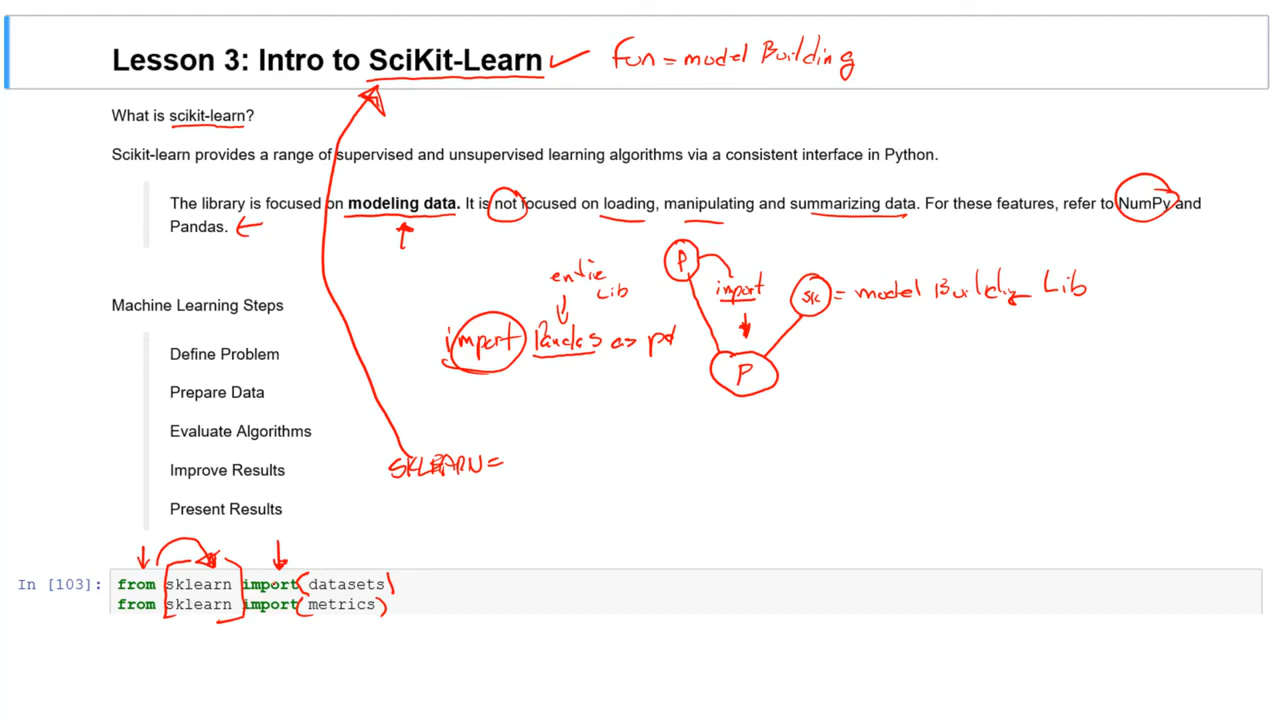 Lesson 3: Intro to SciKit-Learn Fun = model Building
What is scikit-learn?
Scikit-learn provides a range of supervised and unsupervised learning algorithms via a consistent interface in Python.
The library is focused on modeling data. It is not focused on loading, manipulating and summarizing data. For these features, refer to NumPy and
Pandas.
P
entire
Lib
import
SK = model Building Lib
Machine Learning Steps
import Pandas as pd
Define Problem
P
Prepare Data
Evaluate Algorithms
Improve Results
SKLEARN =
Present Results
In [103]: from sklearn import (datasets)
from sklearn import (metrics)